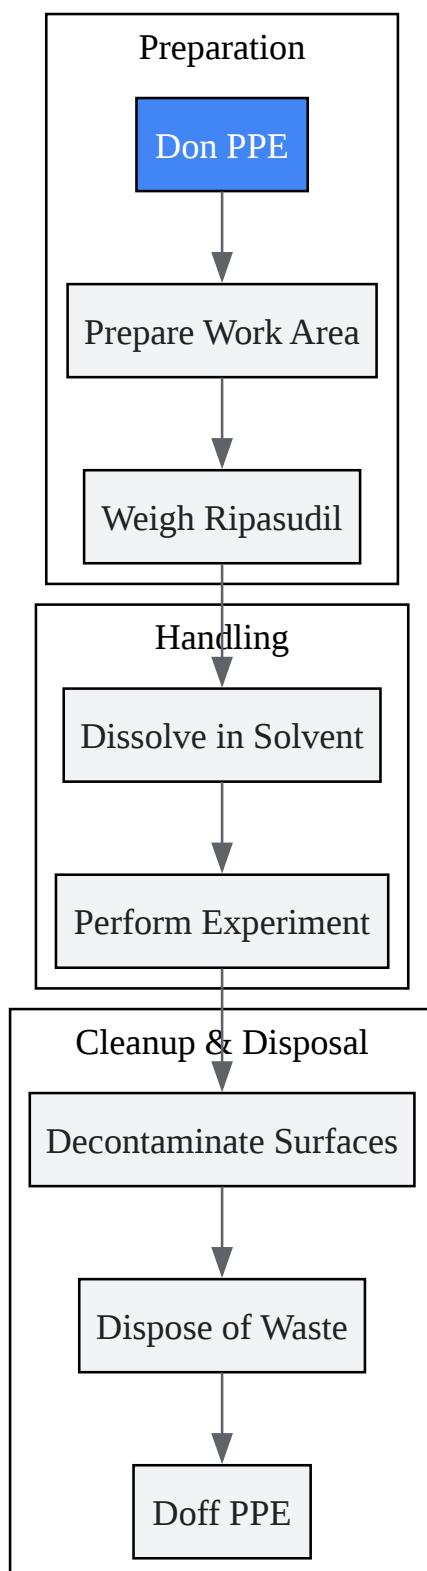 Preparation
Don PPE
Prepare Work Area
Weigh Ripasudil
Handling
Dissolve in Solvent
Perform Experiment
Cleanup & Disposal
Decontaminate Surfaces
Dispose of Waste
Doff PPE